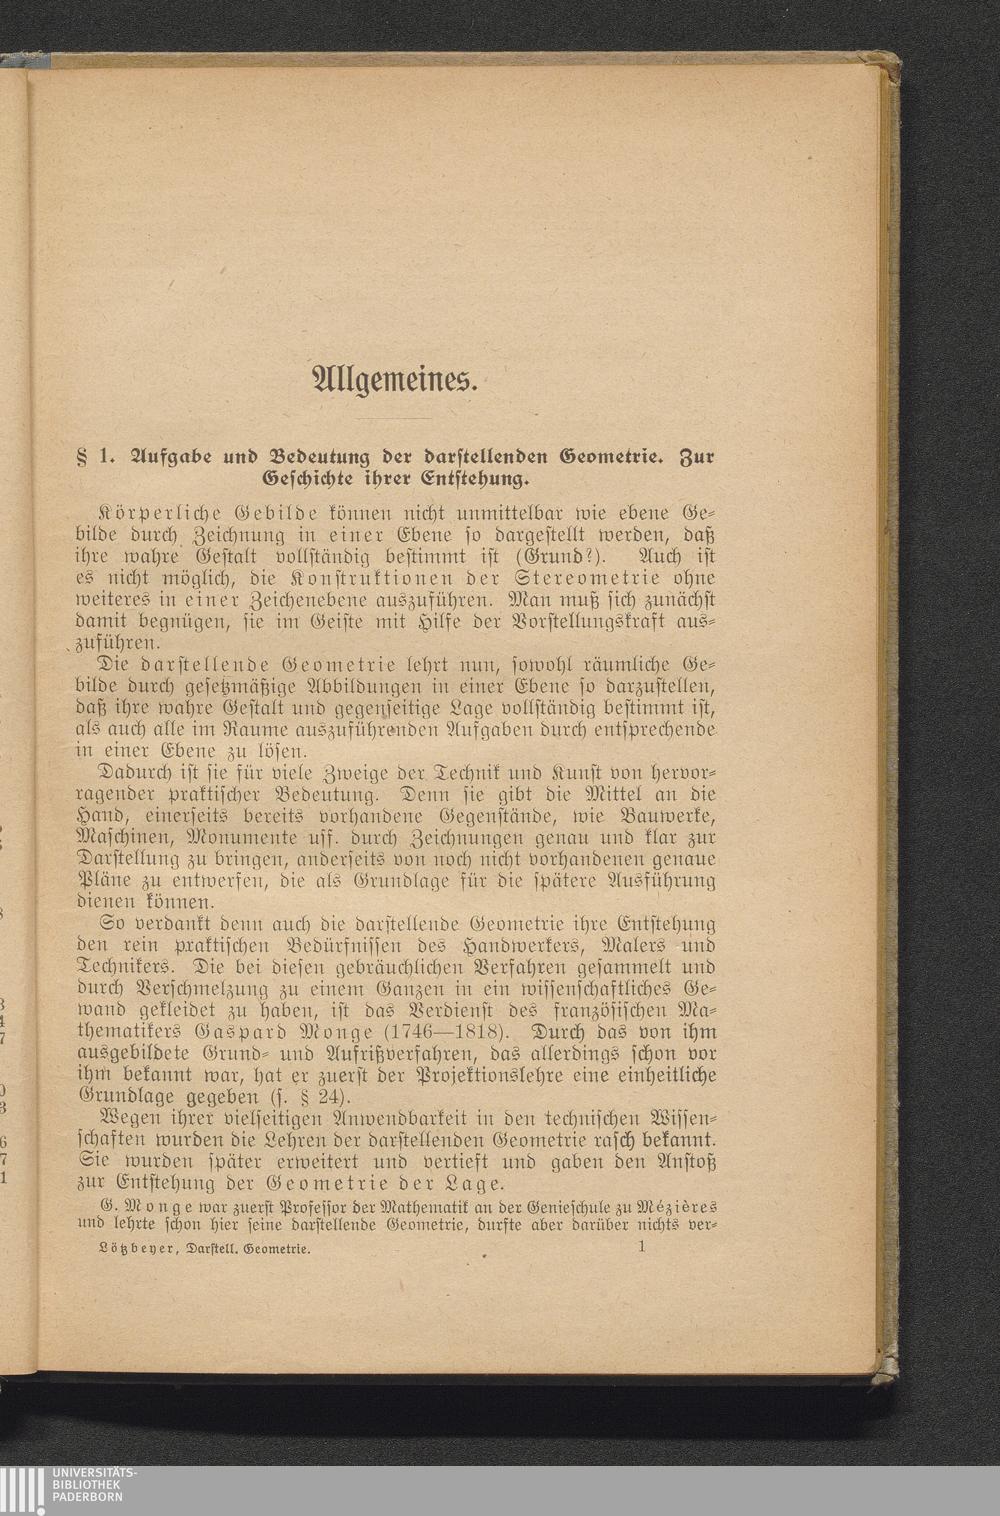 Allgemeines.
§ 1. Aufgabe und Bedeutung der darstellenden Geometrie. Zur
Geschichte ihrer Entstehung.
Körperliche Gebilde können nicht unmittelbar wie ebene Ge-
bilde durch Zeichnung in einer Ebene so dargestellt werden, daß
ihre wahre Gestalt vollständig bestimmt ist (Grund?). Auch ist
es nicht möglich, die Konstruktionen der Stereometrie ohne
weiteres in einer Zeichenebene auszuführen. Man muß sich zunächst
damit begnügen, sie im Geiste mit Hilfe der Vorstellungskraft aus-
zuführen.
Die darstellende Geometrie lehrt nun, sowohl räumliche Ge-
bilde durch gesetzmäßige Abbildungen in einer Ebene so darzustellen,
daß ihre wahre Gestalt und gegenseitige Lage vollständig bestimmt ist,
als auch alle im Raume auszuführenden Aufgaben durch entsprechende
in einer Ebene zu lösen.
Dadurch ist sie für viele Zweige der Technik und Kunst von hervor-
ragender praktischer Bedeutung. Denn sie gibt die Mittel an die
Hand, einerseits bereits vorhandene Gegenstände, wie Bauwerke,
Maschinen, Monumente usf. durch Zeichnungen genau und klar zur
Darstellung zu bringen, anderseits von noch nicht vorhandenen genaue
Pläne zu entwerfen, die als Grundlage für die spätere Ausführung
dienen können.
So verdankt denn auch die darstellende Geometrie ihre Entstehung
den rein praktischen Bedürfnissen des Handwerkers, Malers und
Technikers. Die bei diesen gebräuchlichen Verfahren gesammelt und
durch Verschmelzung zu einem Ganzen in ein wissenschaftliches Ge-
wand gekleidet zu haben, ist das Verdienst des französischen Ma-
thematikers Gaspard Monge (1746—1818). Durch das von ihm
ausgebildete Grund- und Aufrißverfahren, das allerdings schon vor
ihm bekannt war, hat er zuerst der Projektionslehre eine einheitliche
Grundlage gegeben (s. § 24).
Wegen ihrer vielseitigen Anwendbarkeit in den technischen Wissen-
schaften wurden die Lehren der darstellenden Geometrie rasch bekannt.
Sie wurden später erweitert und vertieft und gaben den Anstoß
zur Entstehung der Geometrie der Lage.
G. Monge war zuerst Professor der Mathematik an der Genieschule zu Mézières
und lehrte schon hier seine darstellende Geometrie, durfte aber darüber nichts ver-
Lötzbeyer, Darstell. Geometrie. 1
UNIVERSITÄTS-
BIBLIOTHEK
PADERBORN